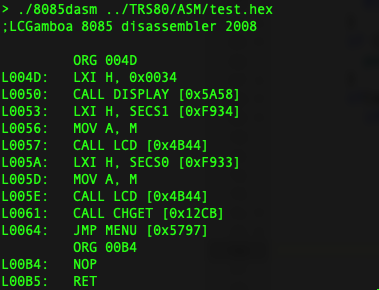 > ./8085dasm ../TRS80/ASM/test.hex
;LCGamboa 8085 disassembler 2008
ORG 004D
L004D: LXI H, 0x0034
L0050: CALL DISPLAY [0x5A58]
L0053: LXI H, SECS1 [0xF934]
L0056: MOV A, M
L0057: CALL LCD [0x4B44]
L005A: LXI H, SECS0 [0xF933]
L005D: MOV A, M
L005E: CALL LCD [0x4B44]
L0061: CALL CHGET [0x12CB]
L0064: JMP MENU [0x5797]
ORG 00B4
L00B4: NOP
L00B5: RET